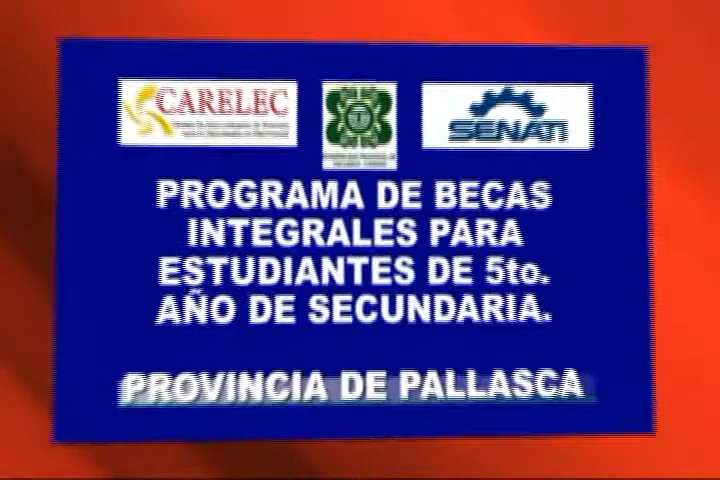 CARELEC
SENATI
PROGRAMA DE BECAS
INTEGRALES PARA
ESTUDIANTES DE 5to.
AÑO DE SECUNDARIA.
PROVINCIA DE PALLASCA